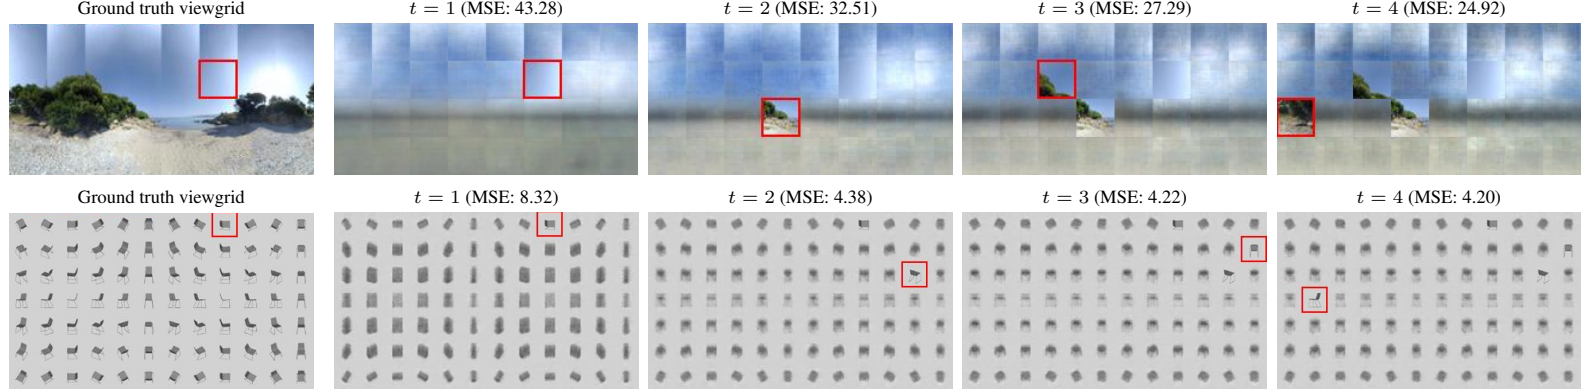 Ground truth viewgrid
t = 1 (MSE: 43.28)
t = 2 (MSE: 32.51)
t = 3 (MSE: 27.29)
t = 4 (MSE: 24.92)
Ground truth viewgrid
t = 1 (MSE: 8.32)
t = 2 (MSE: 4.38)
t = 3 (MSE: 4.22)
t = 4 (MSE: 4.20)